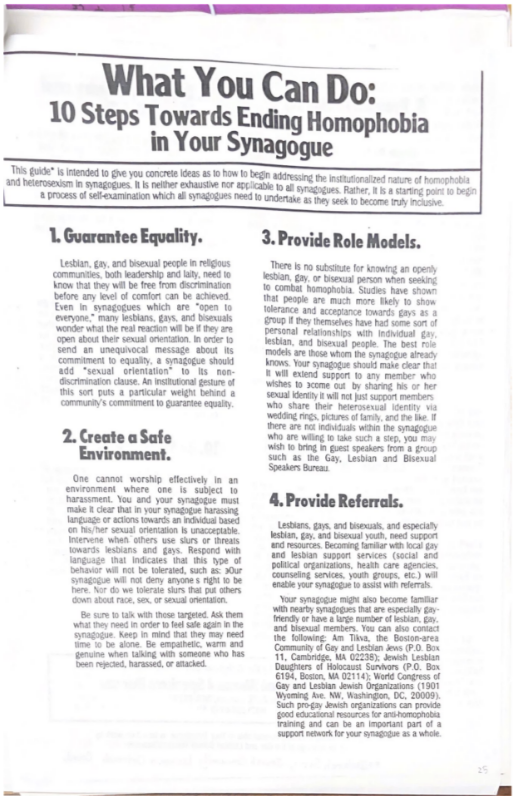 What You Can Do:
10 Steps Towards Ending Homophobia
in Your Synagogue
This guide* is intended to give you concrete ideas as to how to begin addressing the institutionalized nature of homophobia
and heterosexism in synagogues. It is neither exhaustive nor applicable to all synagogues. Rather, it is a starting point to begin
a process of self-examination which all synagogues need to undertake as they seek to become truly inclusive.
1. Guarantee Equality.
Lesbian, gay, and bisexual people in religious
communities, both leadership and laity, need to
know that they will be free from discrimination
before any level of comfort can be achieved.
Even in synagogues which are "open to
everyone," many lesbians, gays, and bisexuals
wonder what the real reaction will be if they are
open about their sexual orientation. In order to
send an unequivocal message about its
commitment to equality, a synagogue should
add "sexual orientation" to its non-
discrimination clause. An institutional gesture of
this sort puts a particular weight behind a
community's commitment to guarantee equality.
2. Create a Safe
Environment.
One cannot worship effectively in an
environment where one is subject to
harassment. You and your synagogue must
make it clear that in your synagogue harassing
language or actions towards an individual based
on his/her sexual orientation is unacceptable.
Intervene when others use slurs or threats
towards lesbians and gays. Respond with
language that indicates that this type of
behavior will not be tolerated, such as: >Our
synagogue will not deny anyone s right to be
here. Nor do we tolerate slurs that put others
down about race, sex, or sexual orientation.
Be sure to talk with those targeted. Ask them
what they need in order to feel safe again in the
synagogue. Keep in mind that they may need
time to be alone. Be empathetic, warm and
genuine when talking with someone who has
been rejected, harassed, or attacked.
3. Provide Role Models.
There is no substitute for knowing an openly
lesbian, gay, or bisexual person when seeking
to combat homophobia. Studies have shown
that people are much more likely to show
tolerance and acceptance towards gays as a
group if they themselves have had some sort of
personal relationships with individual gay,
lesbian, and bisexual people. The best role
models are those whom the synagogue already
knows. Your synagogue should make clear that
it will extend support to any member who
wishes to >come out by sharing his or her
sexual identity it will not just support members
who share their heterosexual identity via
wedding rings, pictures of family, and the like. If
there are not individuals within the synagogue
who are willing to take such a step, you may
wish to bring in guest speakers from a group
such as the Gay, Lesbian and Bisexual
Speakers Bureau.
4. Provide Referrals.
Lesbians, gays, and bisexuals, and especially
lesbian, gay, and bisexual youth, need support
and resources. Becoming familiar with local gay
and lesbian support services (social and
political organizations, health care agencies,
counseling services, youth groups, etc.) will
enable your synagogue to assist with referrals.
Your synagogue might also become familiar
with nearby synagogues that are especially gay-
friendly or have a large number of lesbian, gay,
and bisexual members. You can also contact
the following: Am Tikva, the Boston-area
Community of Gay and Lesbian Jews (P.O. Box
11, Cambridge, MA 02238); Jewish Lesbian
Daughters of Holocaust Survivors (P.O. Box
6194, Boston, MA 02114); World Congress of
Gay and Lesbian Jewish Organizations (1901
Wyoming Ave. NW, Washington, DC, 20009).
Such pro-gay Jewish organizations can provide
good educational resources for anti-homophobia
training and can be an important part of a
support network for your synagogue as a whole.
25